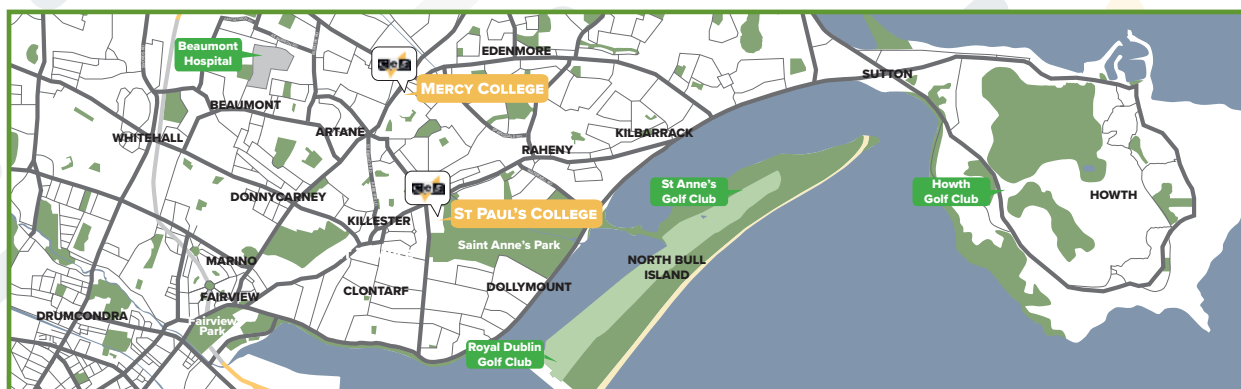 Beaumont
Hospital
EDENMORE
SUTTON
MERCY COLLEGE
BEAUMONT
WHITEHALL
ARTANE
KILBARRACK
RAHENY
CeS
CeS
DONNYCARNEY
St Anne's
Golf Club
Howth
Golf Club
HOWTH
KILLESTER
ST PAUL'S COLLEGE
Saint Anne's Park
MARINO
NORTH BULL
ISLAND
FAIRVIEW
CLONTARF
DOLLYMOUNT
DRUMCONDRA
Fairview
Park
Royal Dublin
Golf Club